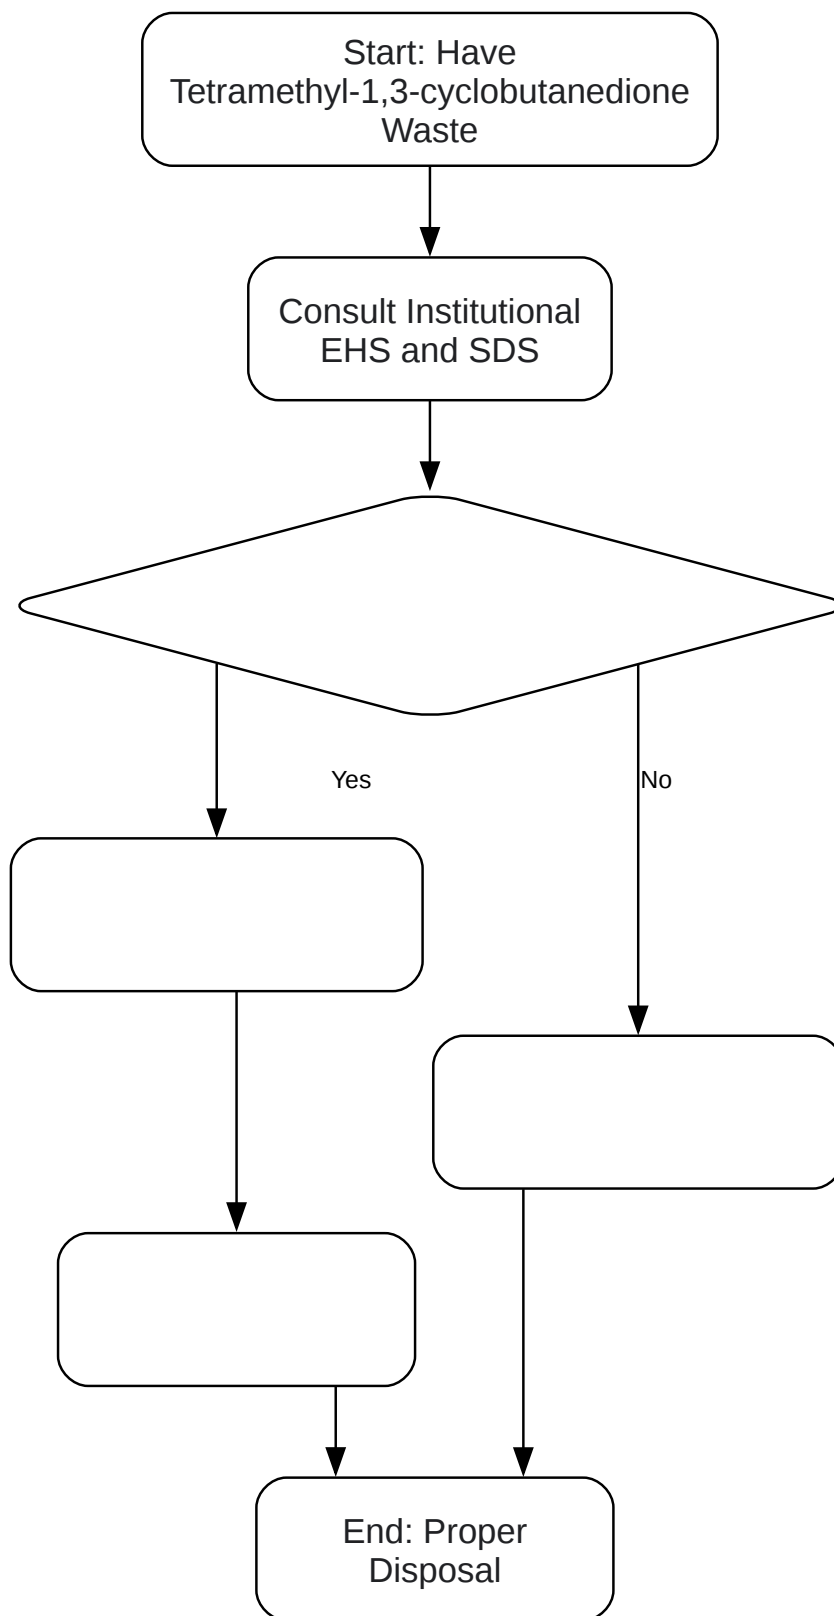 Start: Have
Tetramethyl-1,3-cyclobutanedione
Waste
Consult Institutional
EHS and SDS
Yes
No
End: Proper
Disposal